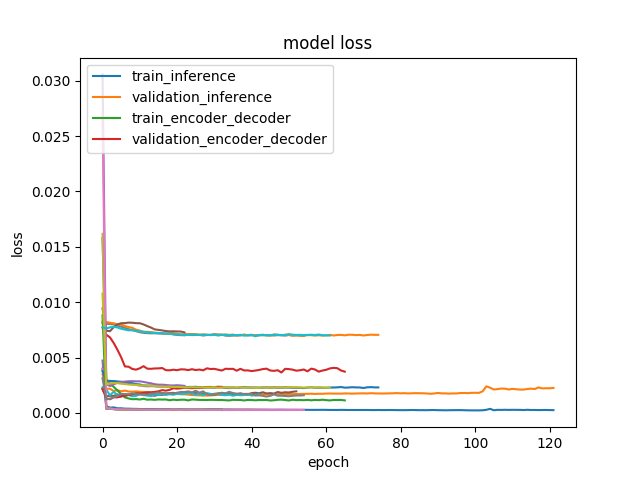 model loss
loss
0.030
0.025
0.020
0.015
0.010
0.005
0.000
train_inference
validation_inference
train_encoder_decoder
validation_encoder_decoder
0 20 40 60 80 100 120
epoch